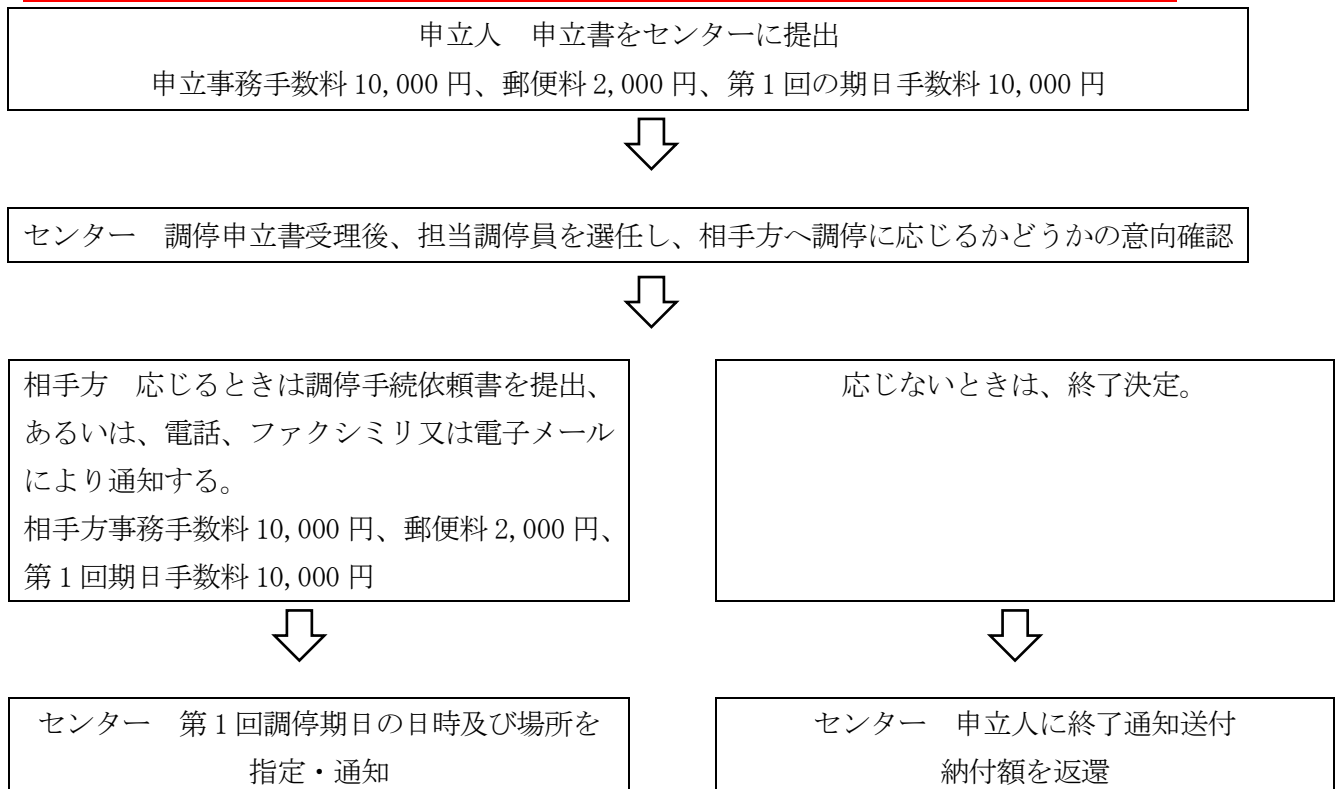 申立人　申立書をセンターに提出
申立事務手数料 10,000 円、郵便料 2,000 円、第 1 回の期日手数料 10,000 円
センター　調停申立書受理後、担当調停員を選任し、相手方へ調停に応じるかどうかの意向確認
相手方　応じるときは調停手続依頼書を提出、
あるいは、電話、ファクシミリ又は電子メール
により通知する。
相手方事務手数料 10,000 円、郵便料 2,000 円、
第 1 回期日手数料 10,000 円
応じないときは、終了決定。
センター　第 1 回調停期日の日時及び場所を
指定・通知
センター　申立人に終了通知送付
納付額を返還